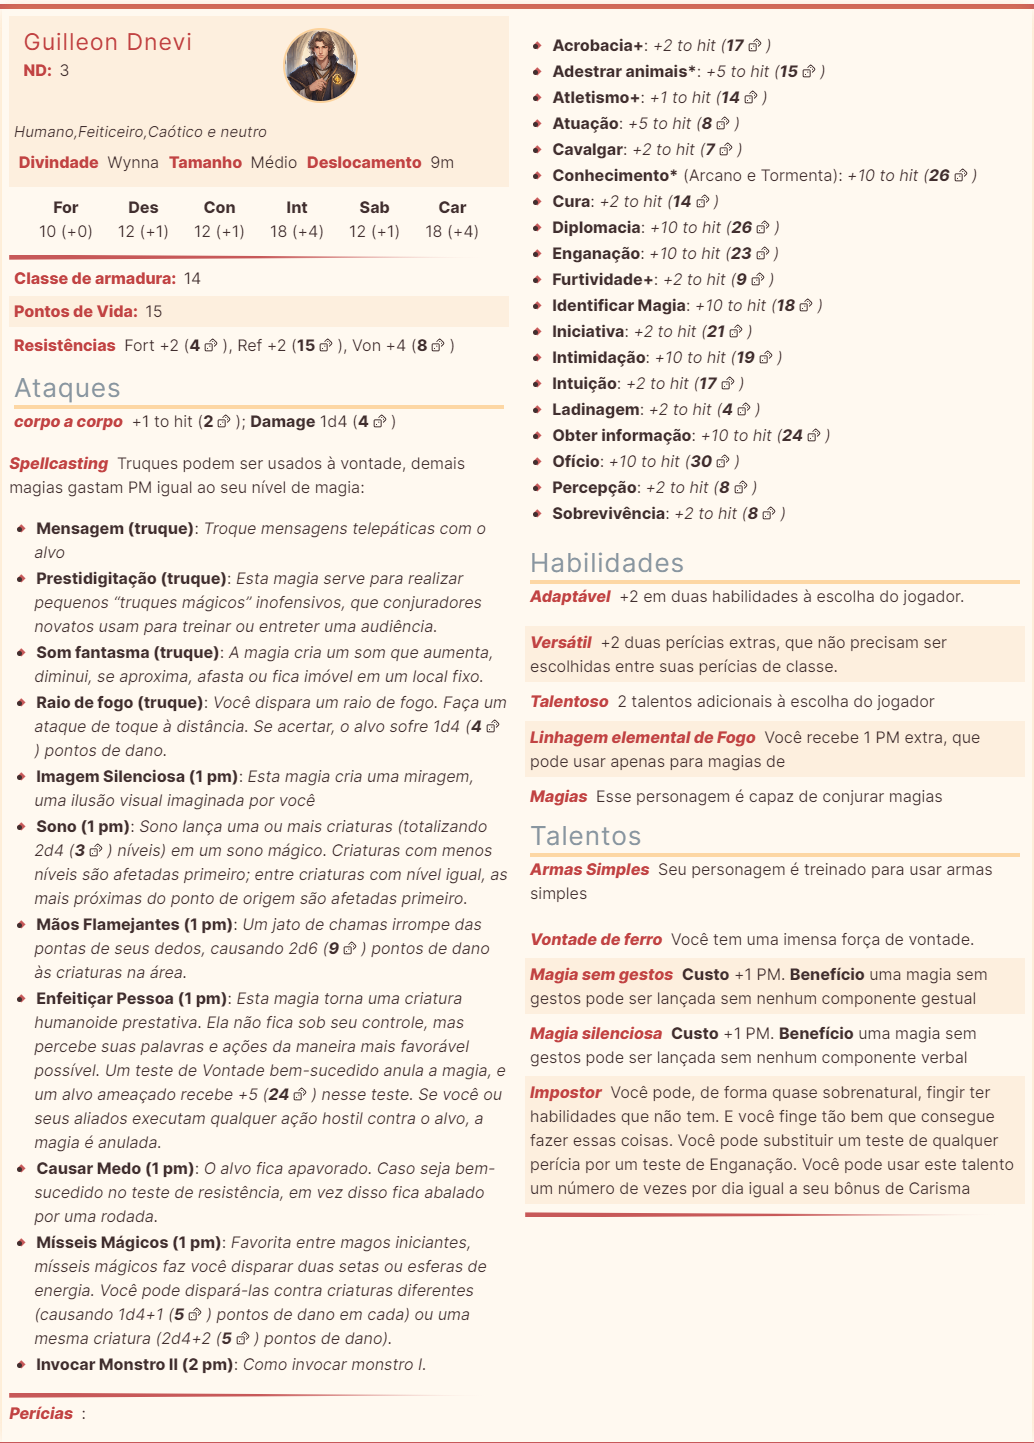 Guilleon Dnevi
ND: 3
Humano,Feiticeiro,Caótico e neutro
Divindade Wynna Tamanho Médio Deslocamento 9m
For Des Con Int Sab Car
10 (+0) 12 (+1) 12 (+1) 18 (+4) 12 (+1) 18 (+4)
Classe de armadura: 14
Pontos de Vida: 15
Resistências Fort +2 (4 ), Ref +2 (15 ), Von +4 (8 )
Ataques
corpo a corpo +1 to hit (2 ); Damage 1d4 (4 )
Spellcasting Truques podem ser usados à vontade, demais
magias gastam PM igual ao seu nível de magia:
Mensagem (truque): Troque mensagens telepáticas com o
alvo
Prestidigitação (truque): Esta magia serve para realizar
pequenos “truques mágicos” inofensivos, que conjuradores
novatos usam para treinar ou entreter uma audiência.
Som fantasma (truque): A magia cria um som que aumenta,
diminui, se aproxima, afasta ou fica imóvel em um local fixo.
Raio de fogo (truque): Você dispara um raio de fogo. Faça um
ataque de toque à distância. Se acertar, o alvo sofre 1d4 (4
) pontos de dano.
Imagem Silenciosa (1 pm): Esta magia cria uma miragem,
uma ilusão visual imaginada por você
Sono (1 pm): Sono lança uma ou mais criaturas (totalizando
2d4 (3 ) níveis) em um sono mágico. Criaturas com menos
níveis são afetadas primeiro; entre criaturas com nível igual, as
mais próximas do ponto de origem são afetadas primeiro.
Mãos Flamejantes (1 pm): Um jato de chamas irrompe das
pontas de seus dedos, causando 2d6 (9 ) pontos de dano
às criaturas na área.
Enfeitiçar Pessoa (1 pm): Esta magia torna uma criatura
humanoide prestativa. Ela não fica sob seu controle, mas
percebe suas palavras e ações da maneira mais favorável
possível. Um teste de Vontade bem-sucedido anula a magia, e
um alvo ameaçado recebe +5 (24 ) nesse teste. Se você ou
seus aliados executam qualquer ação hostil contra o alvo, a
magia é anulada.
Causar Medo (1 pm): O alvo fica apavorado. Caso seja bem-
sucedido no teste de resistência, em vez disso fica abalado
por uma rodada.
Mísseis Mágicos (1 pm): Favorita entre magos iniciantes,
mísseis mágicos faz você disparar duas setas ou esferas de
energia. Você pode dispará-las contra criaturas diferentes
(causando 1d4+1 (5 ) pontos de dano em cada) ou uma
mesma criatura (2d4+2 (5 ) pontos de dano).
Invocar Monstro II (2 pm): Como invocar monstro I.
Perícias :
Acrobacia+: +2 to hit (17 )
Adestrar animais*: +5 to hit (15 )
Atletismo+: +1 to hit (14 )
Atuação: +5 to hit (8 )
Cavalgar: +2 to hit (7 )
Conhecimento* (Arcano e Tormenta): +10 to hit (26 )
Cura: +2 to hit (14 )
Diplomacia: +10 to hit (26 )
Enganação: +10 to hit (23 )
Furtividade+: +2 to hit (9 )
Identificar Magia: +10 to hit (18 )
Iniciativa: +2 to hit (21 )
Intimidação: +10 to hit (19 )
Intuição: +2 to hit (17 )
Ladinagem: +2 to hit (4 )
Obter informação: +10 to hit (24 )
Ofício: +10 to hit (30 )
Percepção: +2 to hit (8 )
Sobrevivência: +2 to hit (8 )
Habilidades
Adaptável +2 em duas habilidades à escolha do jogador.
Versátil +2 duas perícias extras, que não precisam ser
escolhidas entre suas perícias de classe.
Talentoso 2 talentos adicionais à escolha do jogador
Linhagem elemental de Fogo Você recebe 1 PM extra, que
pode usar apenas para magias de
Magias Esse personagem é capaz de conjurar magias
Talentos
Armas Simples Seu personagem é treinado para usar armas
simples
Vontade de ferro Você tem uma imensa força de vontade.
Magia sem gestos Custo +1 PM. Benefício uma magia sem
gestos pode ser lançada sem nenhum componente gestual
Magia silenciosa Custo +1 PM. Benefício uma magia sem
gestos pode ser lançada sem nenhum componente verbal
Impostor Você pode, de forma quase sobrenatural, fingir ter
habilidades que não tem. E você finge tão bem que consegue
fazer essas coisas. Você pode substituir um teste de qualquer
perícia por um teste de Enganação. Você pode usar este talento
um número de vezes por dia igual a seu bônus de Carisma